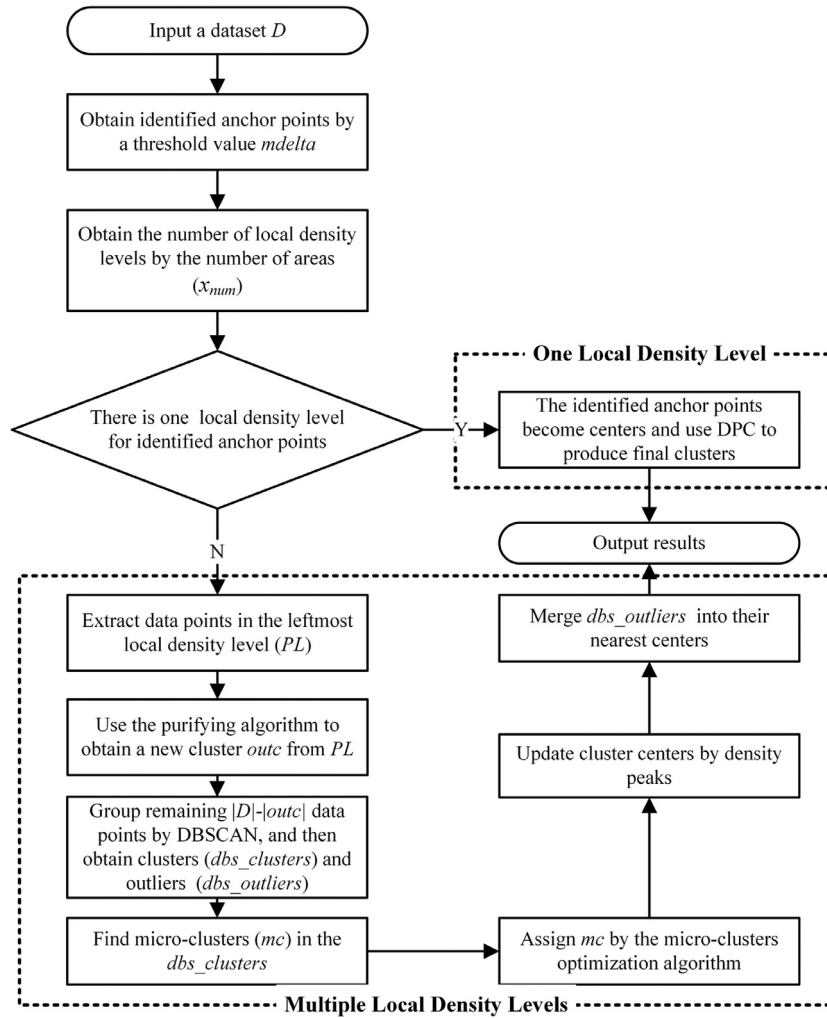 Input a dataset D
Obtain identified anchor points by
a threshold value mdelta
Obtain the number of local density
levels by the number of areas
(x_num)
One Local Density Level
There is one local density level
for identified anchor points
Y
The identified anchor points
become centers and use DPC to
produce final clusters
N
Output results
Extract data points in the leftmost
local density level (PL)
Use the purifying algorithm to
obtain a new cluster outc from PL
Group remaining |D|-|outc| data
points by DBSCAN, and then
obtain clusters (dbs_clusters) and
outliers (dbs_outliers)
Find micro-clusters (mc) in the
dbs_clusters
Assign mc by the micro-clusters
optimization algorithm
Update cluster centers by density
peaks
Merge dbs_outliers into their
nearest centers
Multiple Local Density Levels